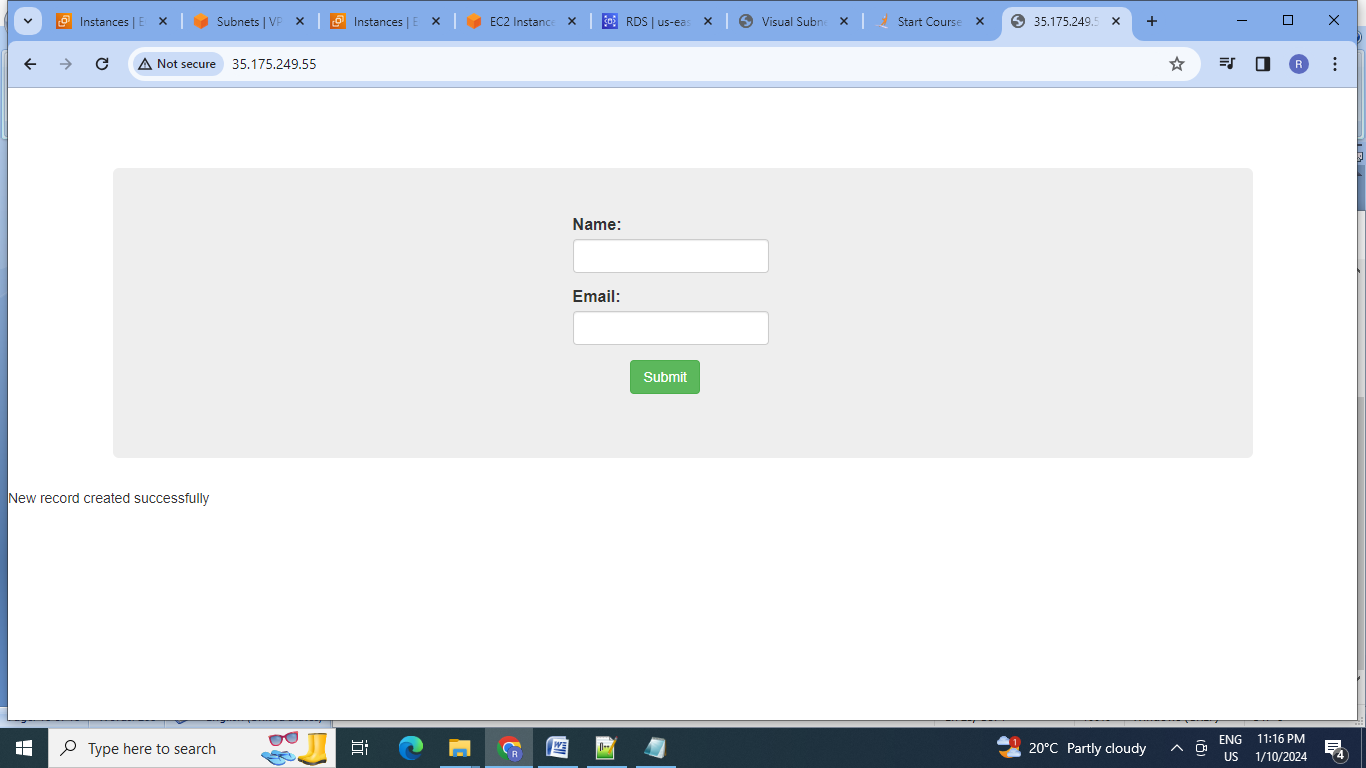 Instances | E
Subnets | VP
Instances | E
EC2 Instance
RDS | us-eas
Visual Subn
Start Course
35.175.249.5
Not secure
35.175.249.55
R
Name:
Email:
Submit
New record created successfully
Type here to search
R
1
20°C Partly cloudy
ENG
US
11:16 PM
1/10/2024
4